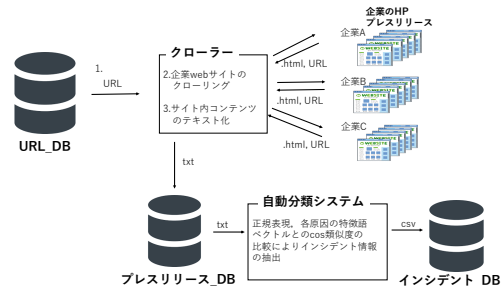 企業のHP
プレスリリース
クローラー
企業A
1.
URL
2.企業webサイトの
クローリング
3.サイト内コンテンツ
のテキスト化
.html, URL
企業B
.html, URL
企業C
.html, URL
URL_DB
txt
自動分類システム
txt
正規表現，各原因の特徴語
ベクトルとのcos類似度の
比較によりインシデント情報
の抽出
csv
プレスリリース_DB
インシデント_DB